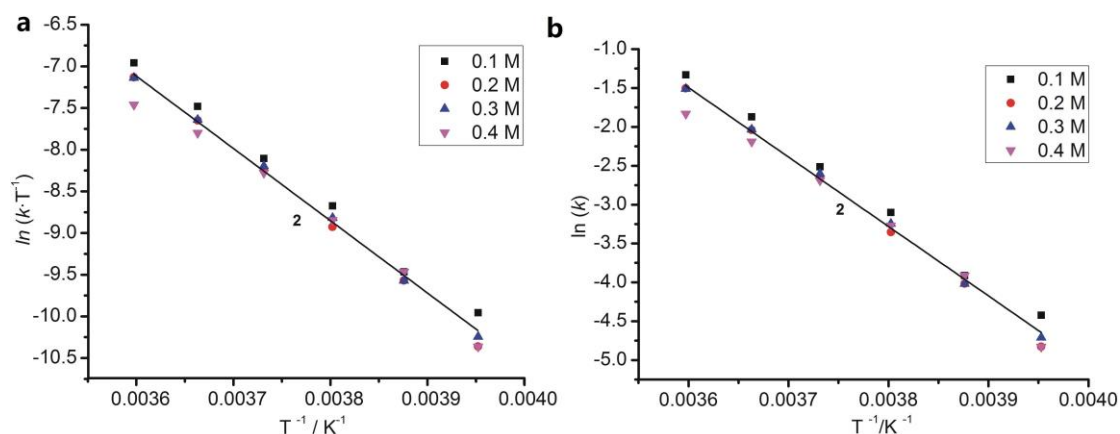 a
-6.5
-7.0
-7.5
-8.0
-8.5
-9.0
-9.5
-10.0
-10.5
ln (k·T⁻¹)
0.1 M
0.2 M
0.3 M
0.4 M
2
0.0036 0.0037 0.0038 0.0039 0.0040
T ⁻¹ / K⁻¹
b
-1.0
-1.5
-2.0
-2.5
-3.0
-3.5
-4.0
-4.5
-5.0
ln (k)
0.1 M
0.2 M
0.3 M
0.4 M
2
0.0036 0.0037 0.0038 0.0039 0.0040
T ⁻¹/K ⁻¹